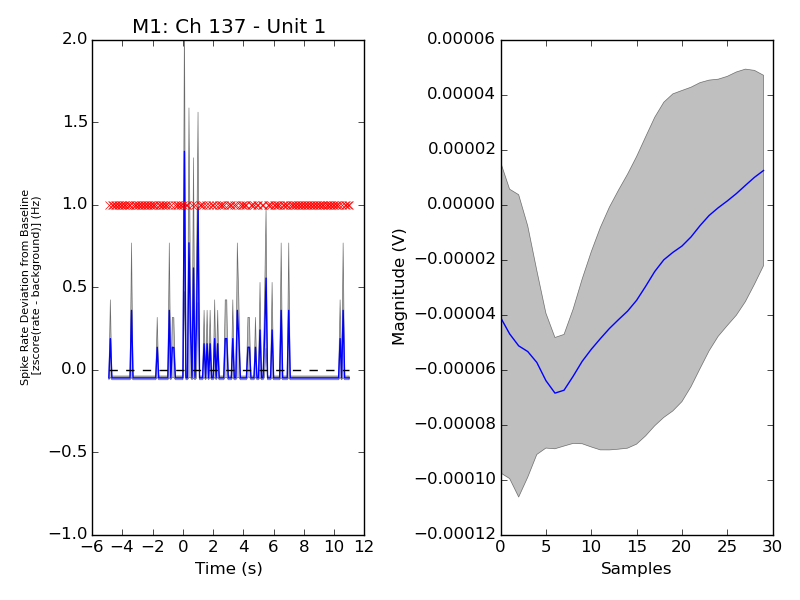 M1: Ch 137 - Unit 1
2.0
1.5
1.0
0.5
0.0
−0.5
−1.0
−6 −4 −2 0 2 4 6 8 10 12
Time (s)
Spike Rate Deviation from Baseline
[zscore(rate - background)] (Hz)
0.00006
0.00004
0.00002
0.00000
−0.00002
−0.00004
−0.00006
−0.00008
−0.00010
−0.00012
0 5 10 15 20 25 30
Samples
Magnitude (V)